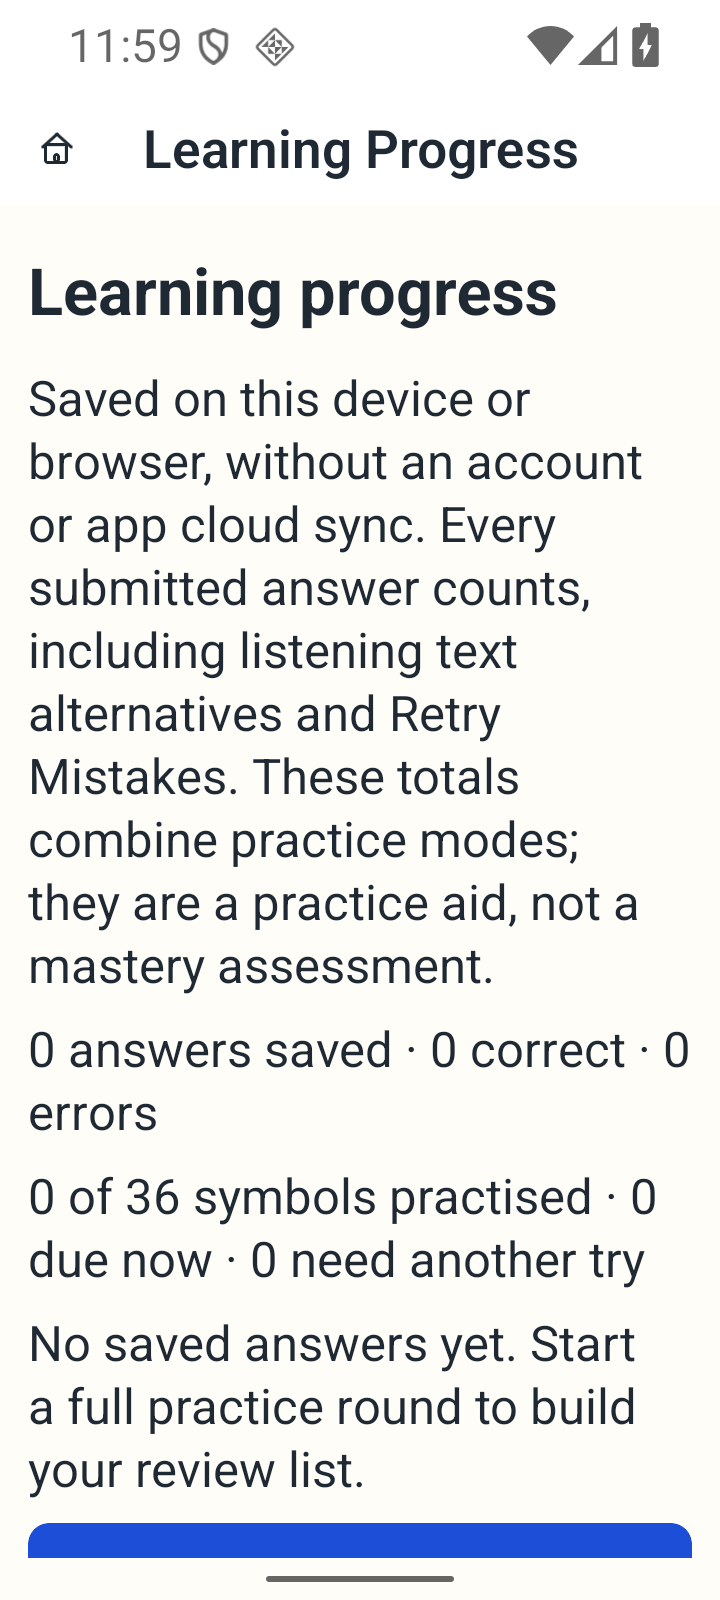 11:59
Learning Progress
Learning progress
Saved on this device or
browser, without an account
or app cloud sync. Every
submitted answer counts,
including listening text
alternatives and Retry
Mistakes. These totals
combine practice modes;
they are a practice aid, not a
mastery assessment.
0 answers saved · 0 correct · 0
errors
0 of 36 symbols practised · 0
due now · 0 need another try
No saved answers yet. Start
a full practice round to build
your review list.